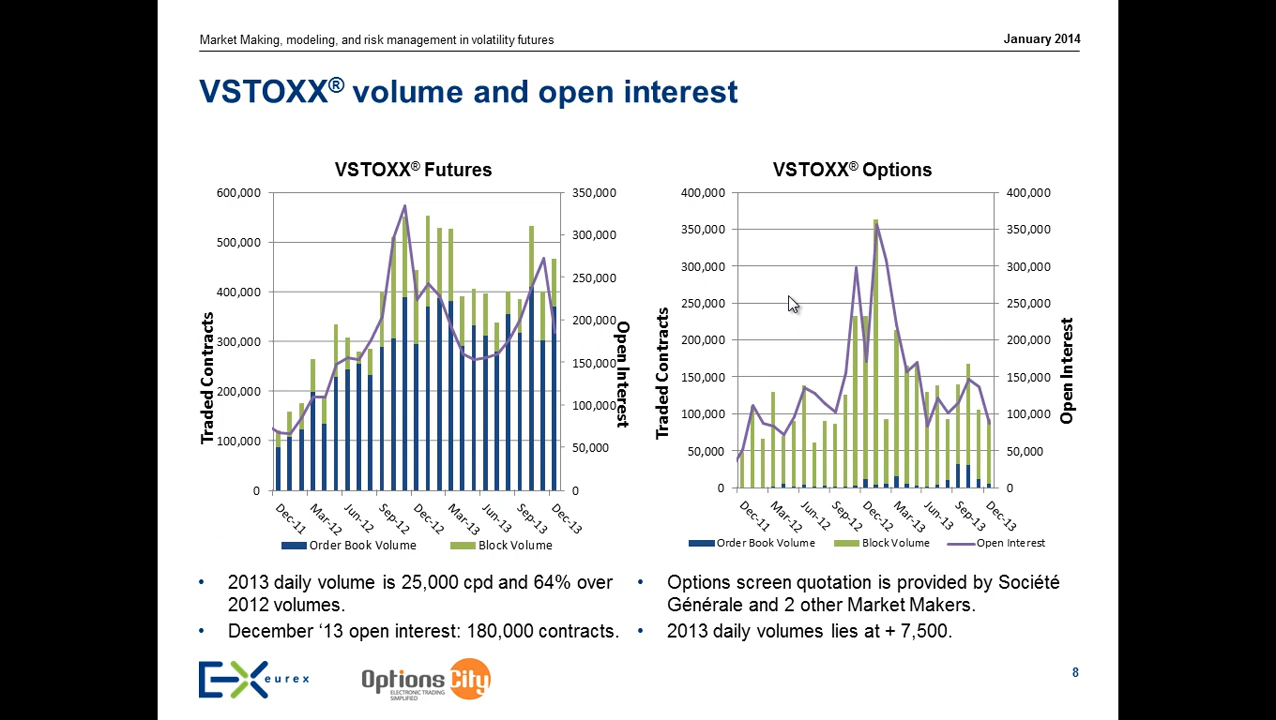 Market Making, modeling, and risk management in volatility futures
January 2014
VSTOXX® volume and open interest
VSTOXX® Futures
600,000
500,000
400,000
300,000
200,000
100,000
0
Traded Contracts
350,000
300,000
250,000
200,000
150,000
100,000
50,000
0
Open Interest
Dec-11
Mar-12
Jun-12
Sep-12
Dec-12
Mar-13
Jun-13
Sep-13
Dec-13
Order Book Volume
Block Volume
VSTOXX® Options
400,000
350,000
300,000
250,000
200,000
150,000
100,000
50,000
0
Traded Contracts
400,000
350,000
300,000
250,000
200,000
150,000
100,000
50,000
0
Open Interest
Dec-11
Mar-12
Jun-12
Sep-12
Dec-12
Mar-13
Jun-13
Sep-13
Dec-13
Order Book Volume
Block Volume
Open Interest
• 2013 daily volume is 25,000 cpd and 64% over
2012 volumes.
• December ‘13 open interest: 180,000 contracts.
• Options screen quotation is provided by Société
Générale and 2 other Market Makers.
• 2013 daily volumes lies at + 7,500.
EX eurex
Options City
ELECTRONIC TRADING
SIMPLIFIED
8